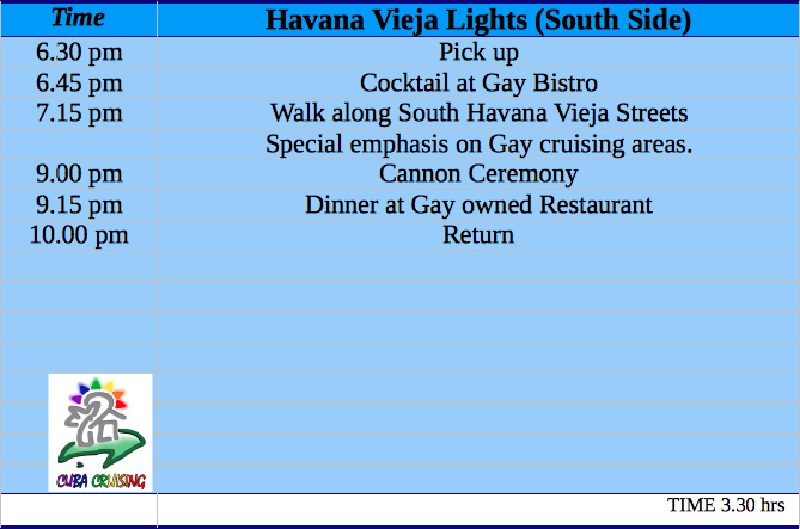 Time Havana Vieja Lights (South Side)
6.30 pm Pick up
6.45 pm Cocktail at Gay Bistro
7.15 pm Walk along South Havana Vieja Streets
Special emphasis on Gay cruising areas.
9.00 pm Cannon Ceremony
9.15 pm Dinner at Gay owned Restaurant
10.00 pm Return
CUBA CRUISING
TIME 3.30 hrs